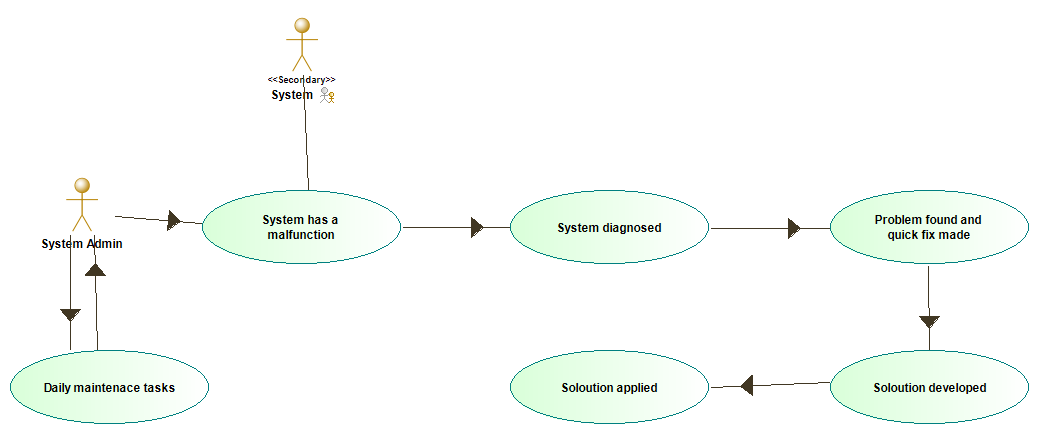 <<Secondary>>
System
System Admin
System has a
malfunction
System diagnosed
Problem found and
quick fix made
Daily maintenace tasks
Soloution applied
Soloution developed